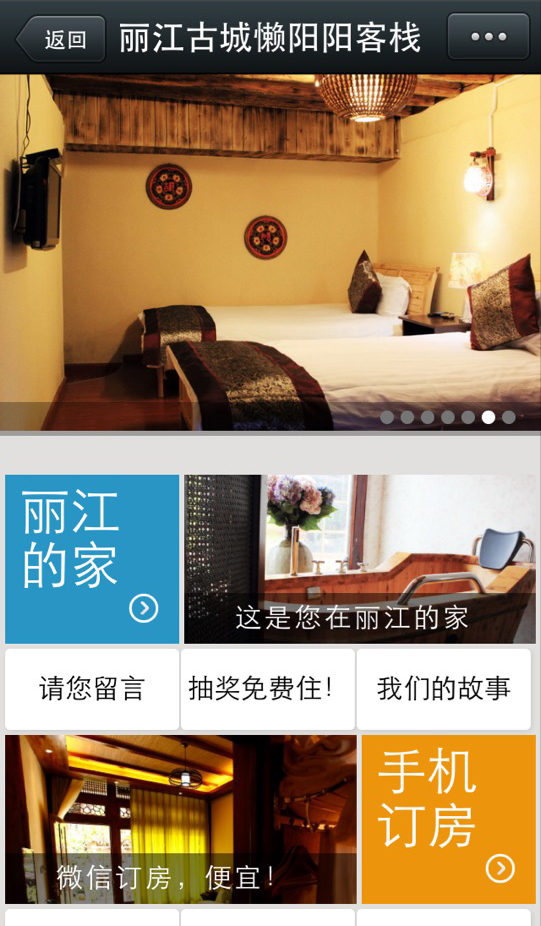 返回
丽江古城懒阳阳客栈
丽江
的家
这是您在丽江的家
请您留言
抽奖免费住!
我们的故事
微信订房，便宜!
手机
订房